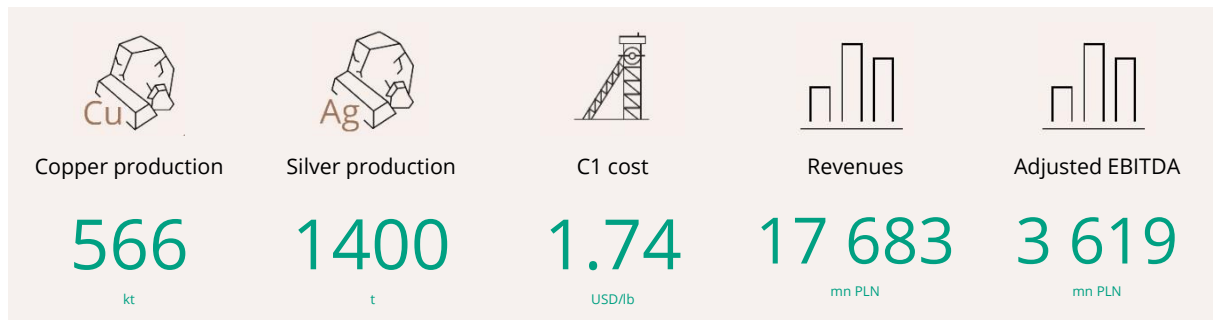 Cu
Ag
Copper production
Silver production
C1 cost
Revenues
Adjusted EBITDA
566
1400
1.74
17 683
3 619
kt
t
USD/lb
mn PLN
mn PLN